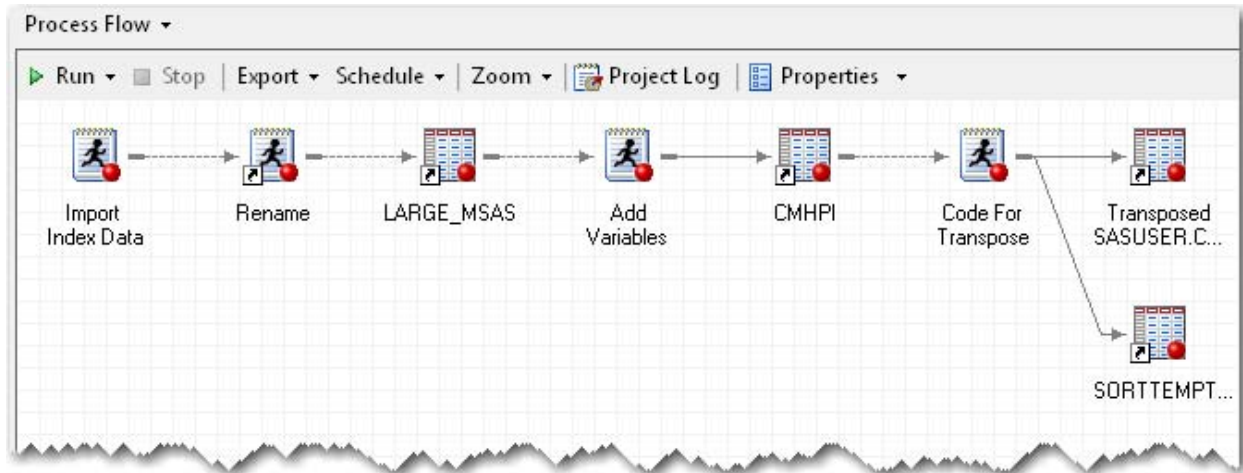 Process Flow
Run Stop Export Schedule Zoom Project Log Properties
Import
Index Data
Rename
LARGE_MSAS
Add
Variables
CMHPI
Code For
Transpose
Transposed
SASUSER.C...
SORTTEMPT...